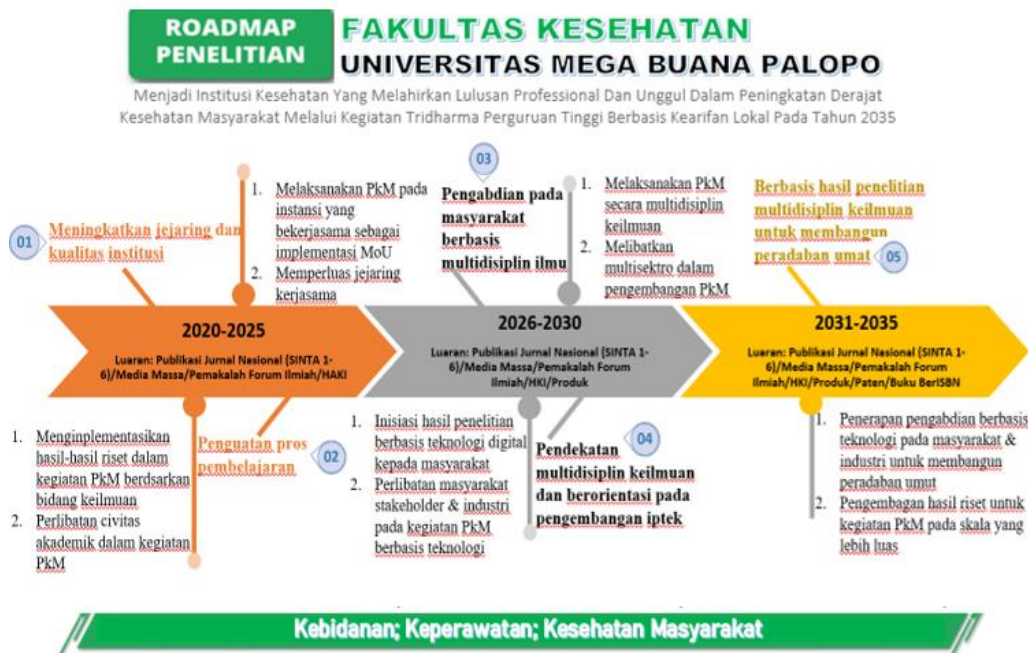 ROADMAP
PENELITIAN
FAKULTAS KESEHATAN
UNIVERSITAS MEGA BUANA PALOPO
Menjadi Institusi Kesehatan Yang Melahirkan Lulusan Professional Dan Unggul Dalam Peningkatan Derajat
Kesehatan Masyarakat Melalui Kegiatan Tridharma Perguruan Tinggi Berbasis Kearifan Lokal Pada Tahun 2035
01
Meningkatkan jejaring dan
kualitas institusi
1. Melaksanakan PkM pada
instansi yang
bekerjasama sebagai
implementasi MoU
2. Memperluas jejaring
kerjasama
03
Pengabdian pada
masyarakat
berbasis
multidisiplin ilmu
1. Melaksanakan PkM
secara multidisiplin
keilmuan
2. Melibatkan
multisektro dalam
pengembangan PkM
Berbasis hasil penelitian
multidisiplin keilmuan
untuk membangun
peradaban umat
05
2020-2025
Luaran: Publikasi Jurnal Nasional (SINTA 1-
6)/Media Massa/Pemakalah Forum Ilmiah/HAKI
2026-2030
Luaran: Publikasi Jurnal Nasional (SINTA 1-
6)/Media Massa/Pemakalah Forum
Ilmiah/HKI/Produk
2031-2035
Luaran: Publikasi Jurnal Nasional (SINTA 1-
6)/Media Massa/Pemakalah Forum
Ilmiah/HKI/Produk/Paten/Buku BerISBN
1. Menginplementasikan
hasil-hasil riset dalam
kegiatan PkM berdsarkan
bidang keilmuan
2. Perlibatan civitas
akademik dalam kegiatan
PkM
Penguatan pros
pembelajaran
02
1. Inisiasi hasil penelitian
berbasis teknologi digital
kepada masyarakat
2. Perlibatan masyarakat
stakeholder & industri
pada kegiatan PkM
berbasis teknologi
04
Pendekatan
multidisiplin keilmuan
dan berorientasi pada
pengembangan iptek
1. Penerapan pengabdian berbasis
teknologi pada masyarakat &
industri untuk membangun
peradaban umut
2. Pengembagan hasil riset untuk
kegiatan PkM pada skala yang
lebih luas
Kebidanan; Keperawatan; Kesehatan Masyarakat